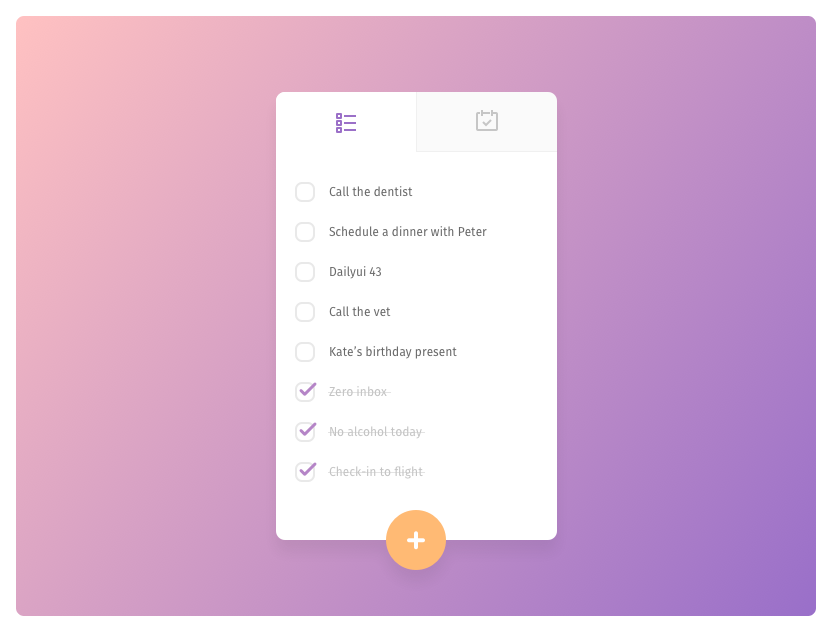 Call the dentist
Schedule a dinner with Peter
Dailyui 43
Call the vet
Kate’s birthday present
Zero inbox
No alcohol today
Check-in to flight